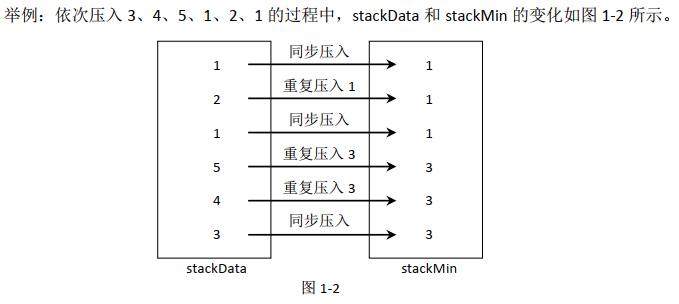 举例：依次压入 3、4、5、1、2、1 的过程中，stackData 和 stackMin 的变化如图 1-2 所示。
1 同步压入 1
2 重复压入 1 1
1 同步压入 1
5 重复压入 3 3
4 重复压入 3 3
3 同步压入 3
stackData stackMin
图 1-2